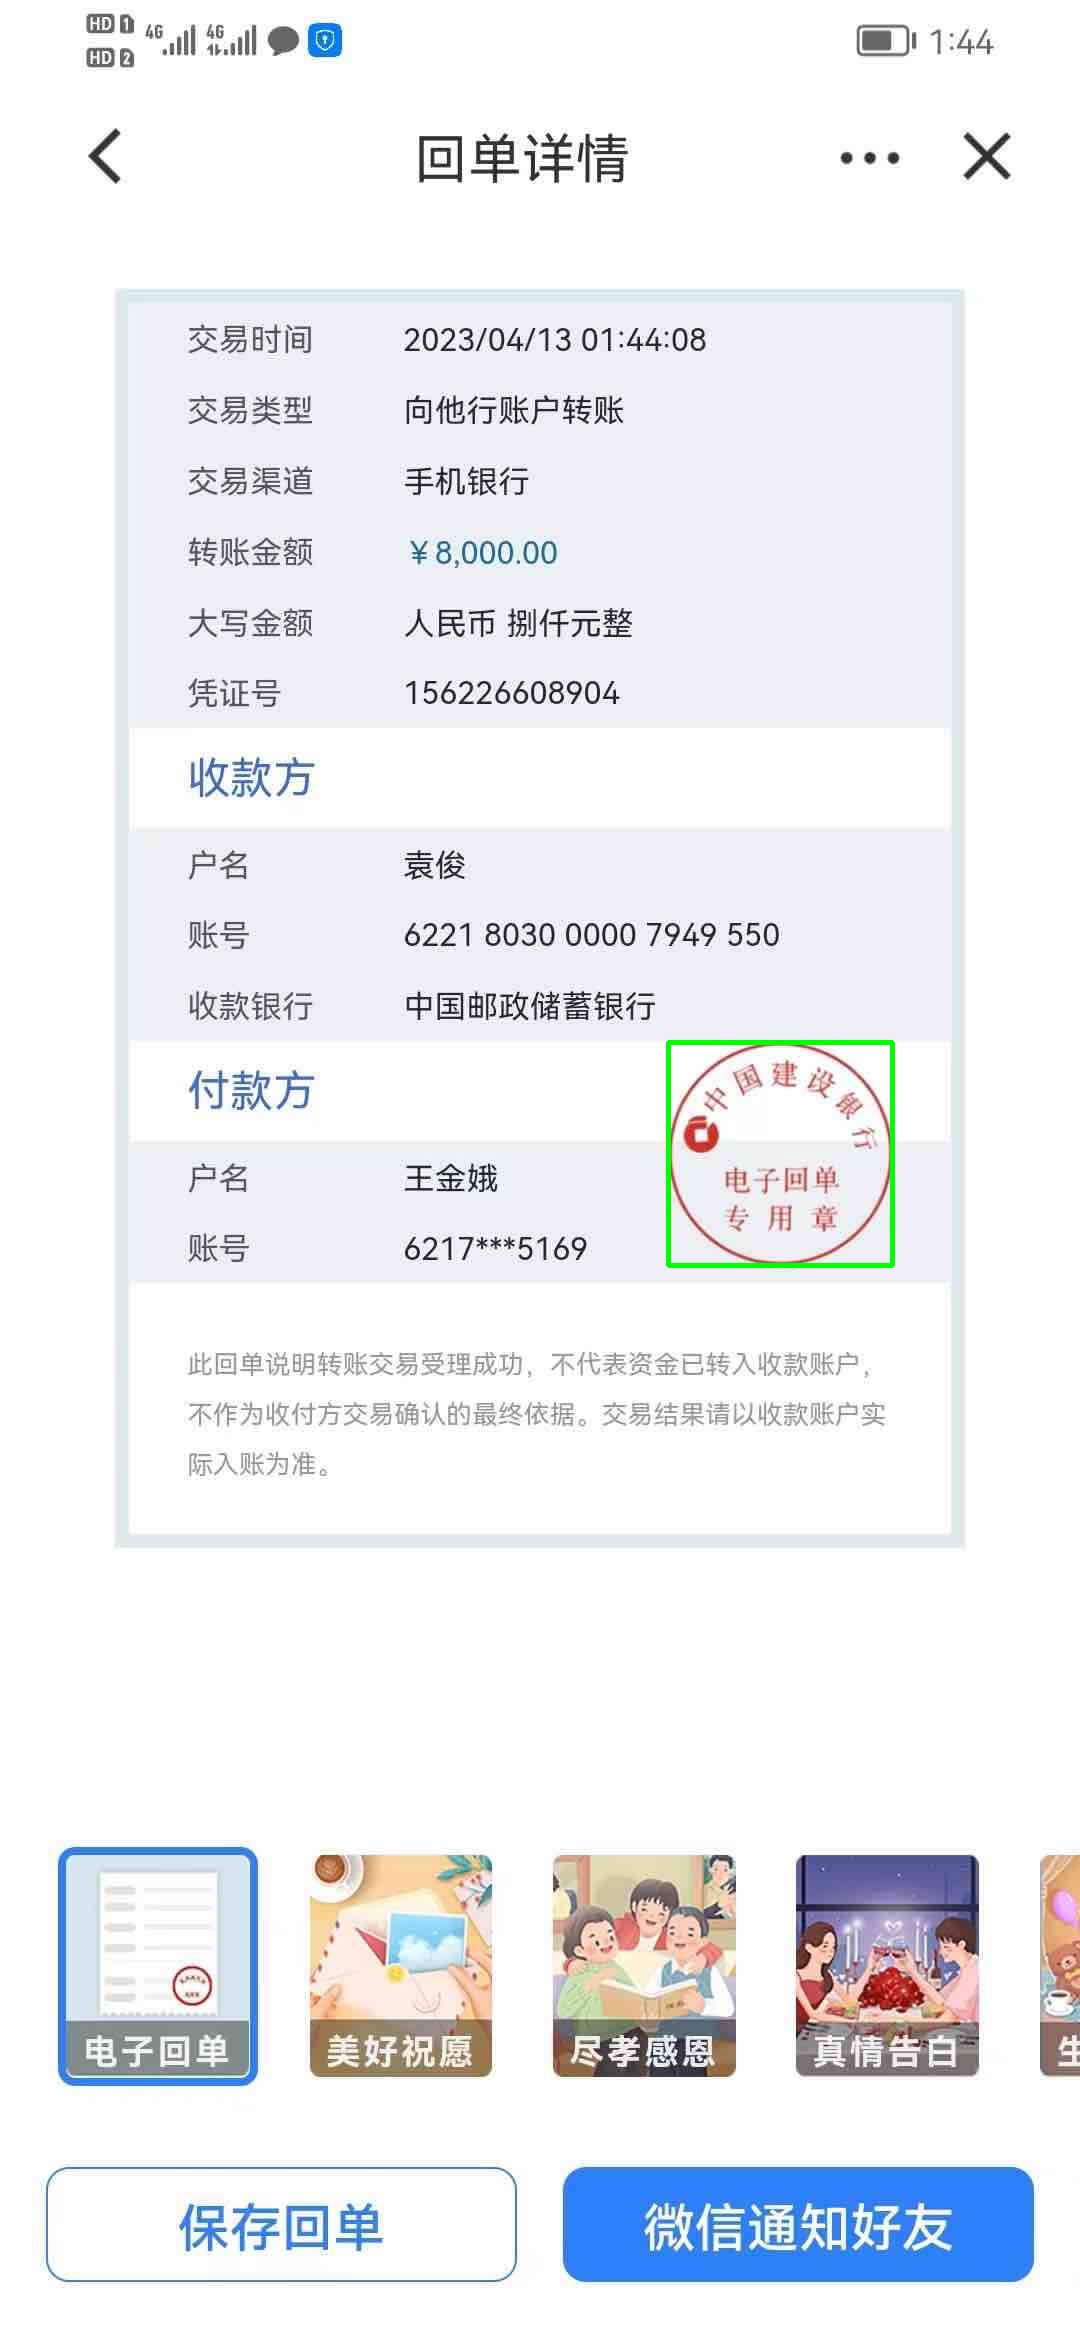 HD 1 4G 4G 1:44
HD 2
回单详情
交易时间 2023/04/13 01:44:08
交易类型 向他行账户转账
交易渠道 手机银行
转账金额 ￥8,000.00
大写金额 人民币 捌仟元整
凭证号 156226608904
收款方
户名 袁俊
账号 6221 8030 0000 7949 550
收款银行 中国邮政储蓄银行
付款方
中国建设银行
电子回单
专用章
户名 王金娥
账号 6217***5169
此回单说明转账交易受理成功，不代表资金已转入收款账户，
不作为收付方交易确认的最终依据。交易结果请以收款账户实
际入账为准。
电子回单 美好祝愿 尽孝感恩 真情告白 生
保存回单 微信通知好友